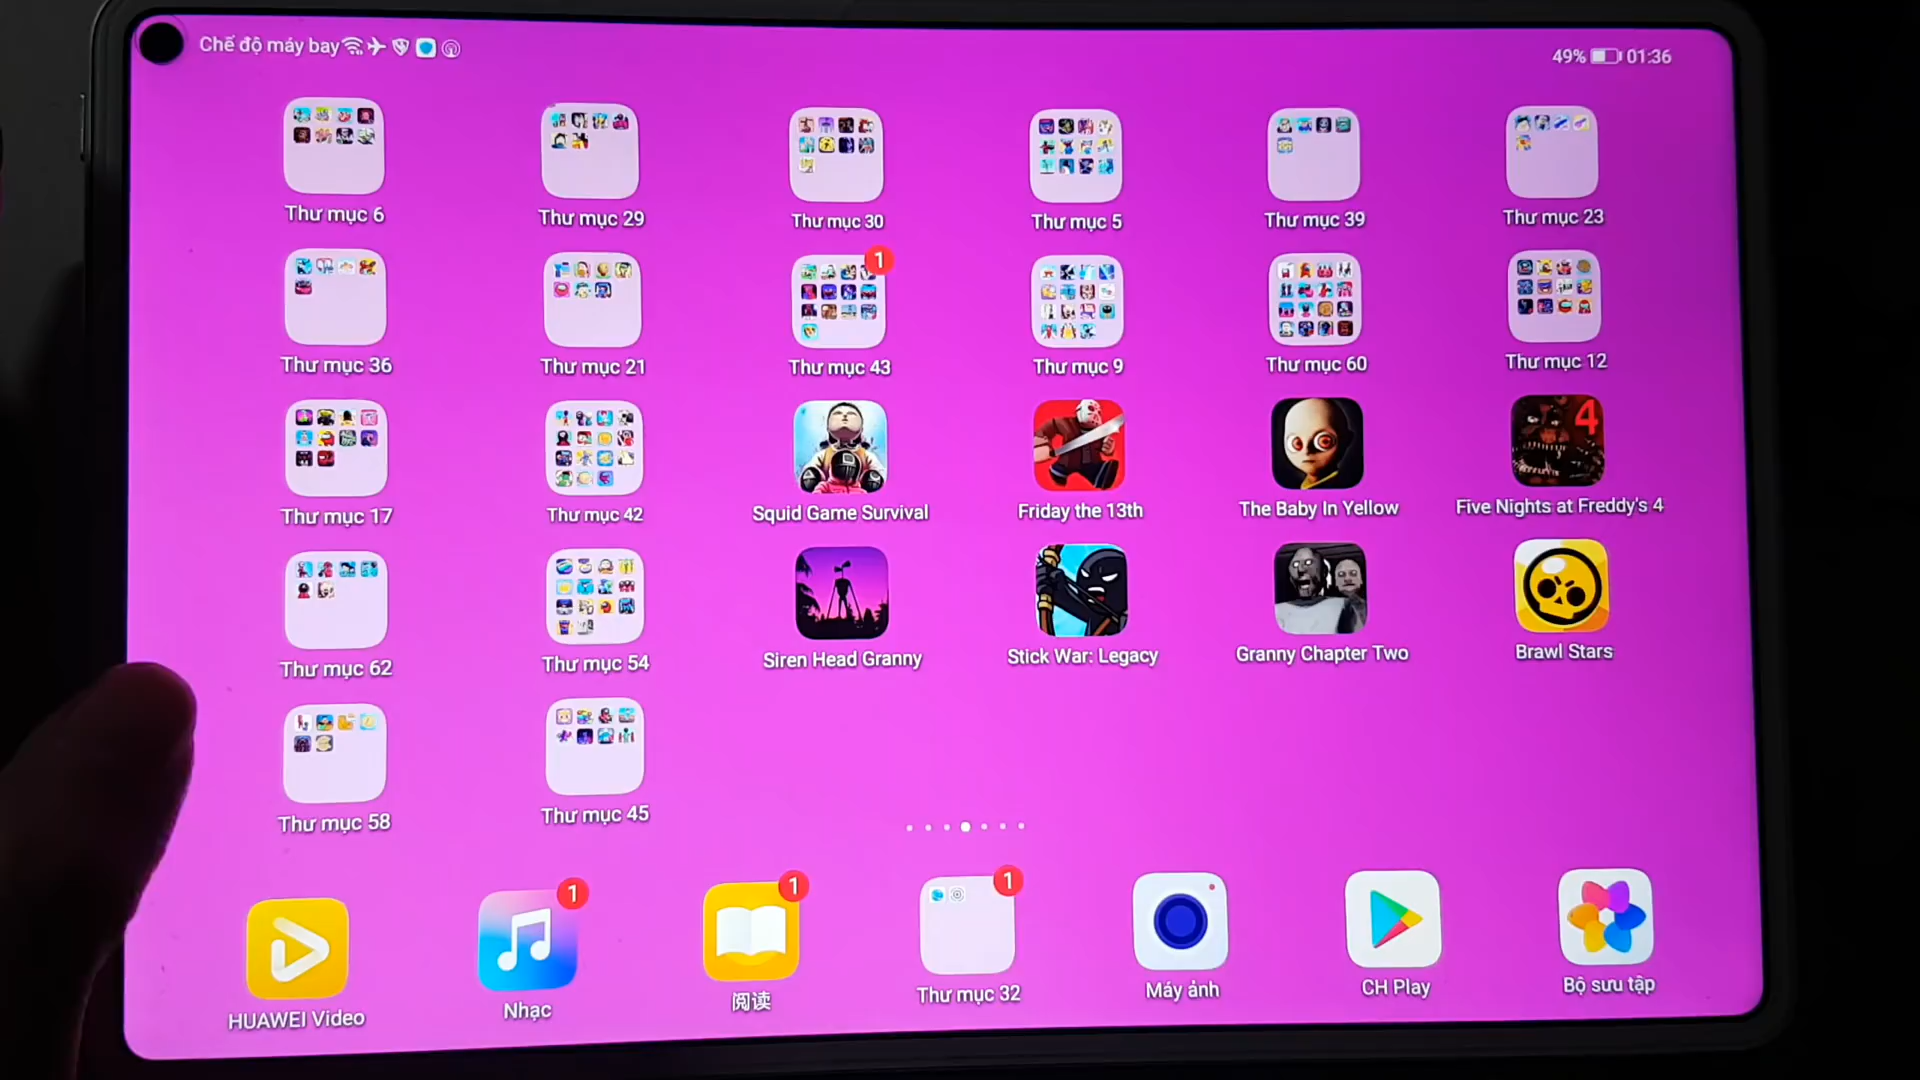 Chế độ máy bay
49% 01:36
Thư mục 6
Thư mục 29
Thư mục 30
Thư mục 5
Thư mục 39
Thư mục 23
1
Thư mục 36
Thư mục 21
Thư mục 43
Thư mục 9
Thư mục 60
Thư mục 12
4
Thư mục 17
Thư mục 42
Squid Game Survival
Friday the 13th
The Baby In Yellow
Five Nights at Freddy's 4
Thư mục 62
Thư mục 54
Siren Head Granny
Stick War: Legacy
Granny Chapter Two
Brawl Stars
Thư mục 58
Thư mục 45
1
1
1
HUAWEI Video
Nhạc
阅读
Thư mục 32
Máy ảnh
CH Play
Bộ sưu tập